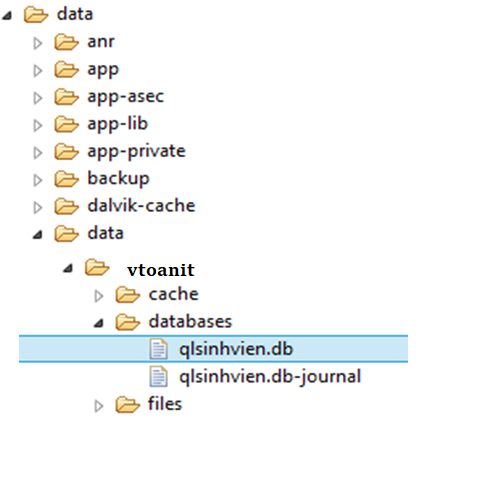 data
anr
app
app-asec
app-lib
app-private
backup
dalvik-cache
data
vtoanit
cache
databases
qlsinhvien.db
qlsinhvien.db-journal
files